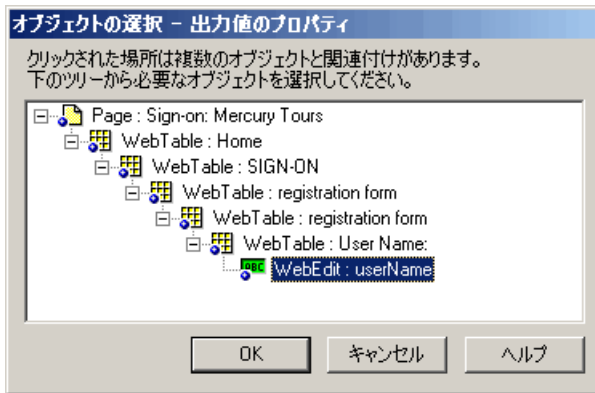 オブジェクトの選択 - 出力値のプロパティ
クリックされた場所は複数のオブジェクトと関連付けがあります。
下のツリーから必要なオブジェクトを選択してください。
Page : Sign-on: Mercury Tours
WebTable : Home
WebTable : SIGN-ON
WebTable : registration form
WebTable : registration form
WebTable : User Name:
ABC WebEdit : userName
OK キャンセル ヘルプ